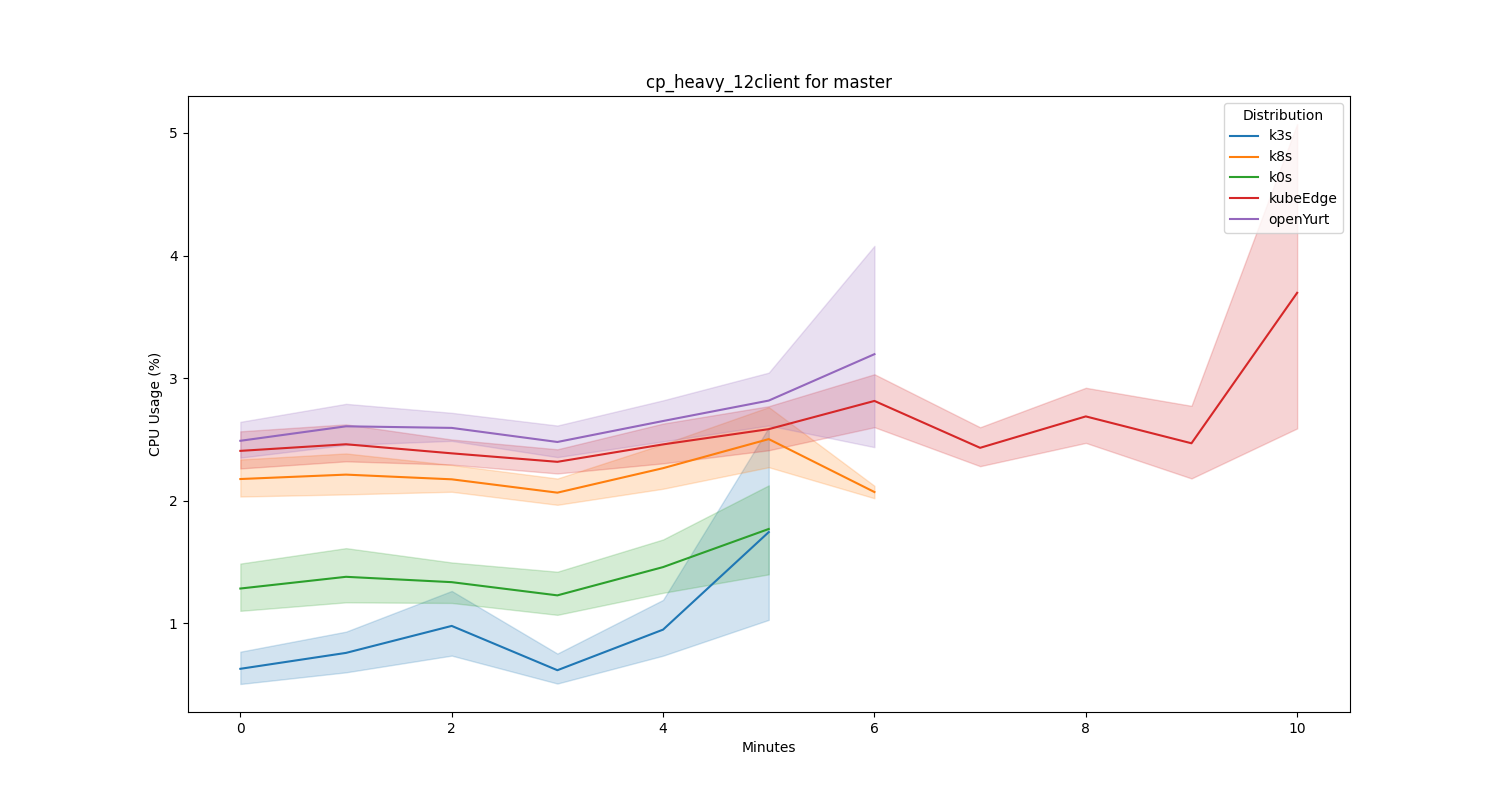 cp_heavy_12client for master
Distribution
k3s
k8s
k0s
kubeEdge
openYurt
CPU Usage (%)
5
4
3
2
1
0 2 4 6 8 10
Minutes